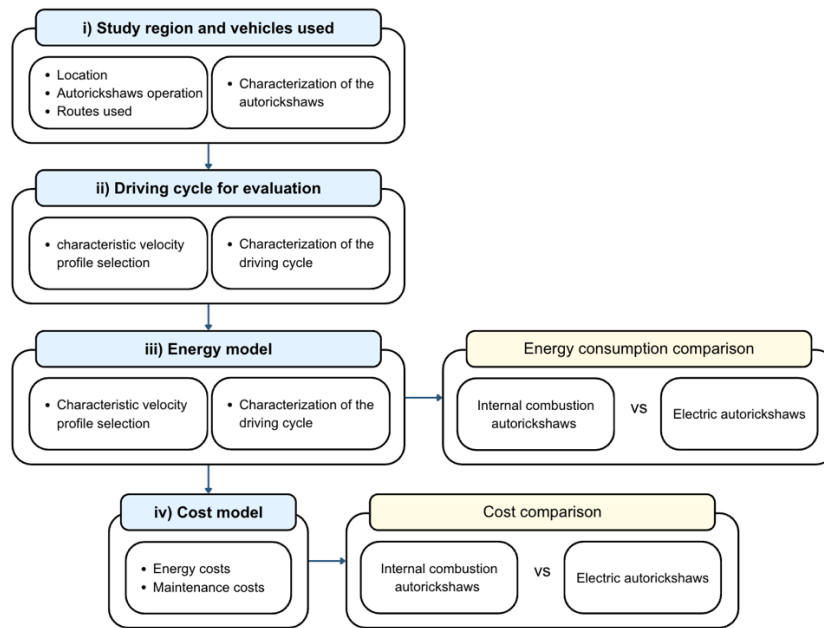 i) Study region and vehicles used
• Location
• Autorickshaws operation
• Routes used
• Characterization of the
autorickshaws
ii) Driving cycle for evaluation
• characteristic velocity
profile selection
• Characterization of the
driving cycle
iii) Energy model
• Characteristic velocity
profile selection
• Characterization of the
driving cycle
Energy consumption comparison
Internal combustion
autorickshaws
vs
Electric autorickshaws
iv) Cost model
• Energy costs
• Maintenance costs
Cost comparison
Internal combustion
autorickshaws
vs
Electric autorickshaws